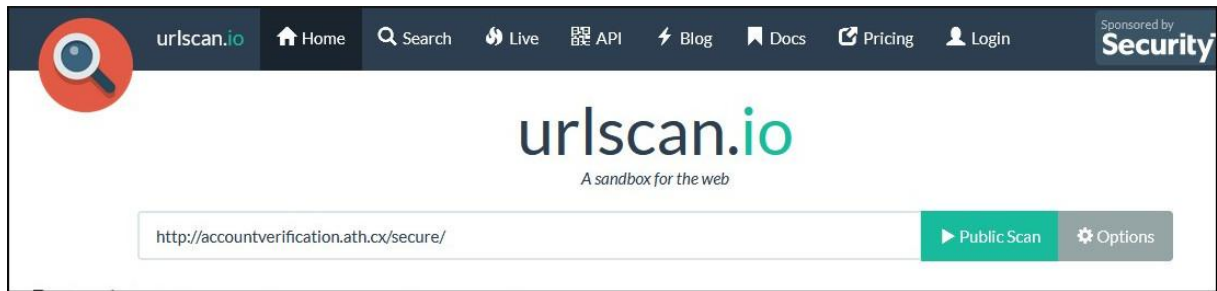 urlscan.io Home Search Live API Blog Docs Pricing Login
Sponsored by
Security
urlscan.io
A sandbox for the web
http://accountverification.ath.cx/secure/ Public Scan Options